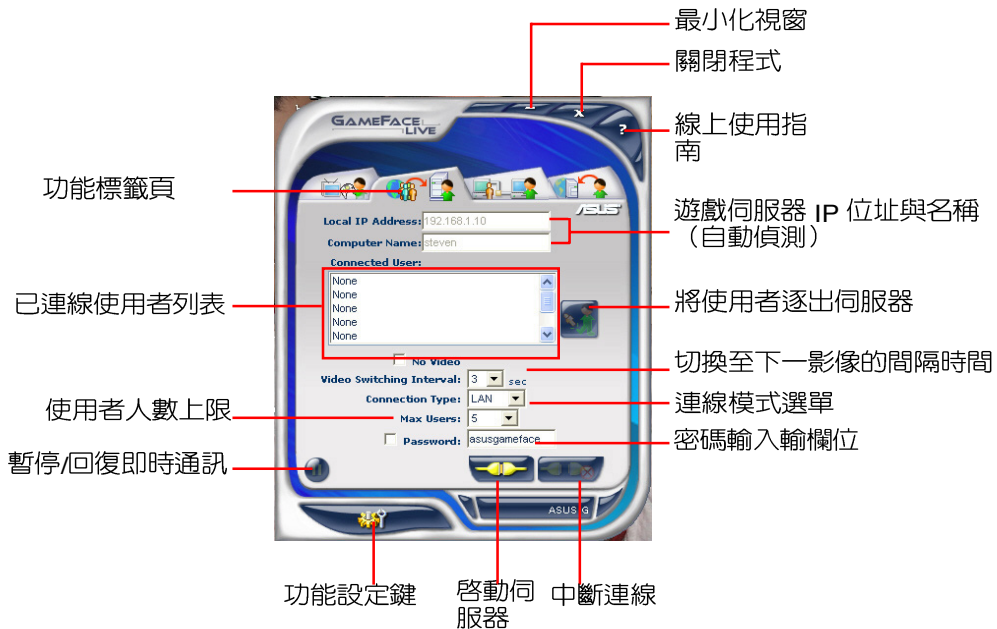 最小化視窗
關閉程式
線上使用指
南
GAMEFACE
LIVE
x
?
功能標籤頁
/SUS
遊戲伺服器 IP 位址與名稱
（自動偵測）
Local IP Address: 192.168.1.10
Computer Name: steven
Connected User:
None
None
None
None
None
已連線使用者列表
將使用者逐出伺服器
No Video
切換至下一影像的間隔時間
Video Switching Interval: 3 sec
Connection Type: LAN
連線模式選單
使用者人數上限
Max Users: 5
Password: asusgameface
密碼輸入輸欄位
暫停/回復即時通訊
ASUS G
功能設定鍵
啓動伺
服器
中斷連線